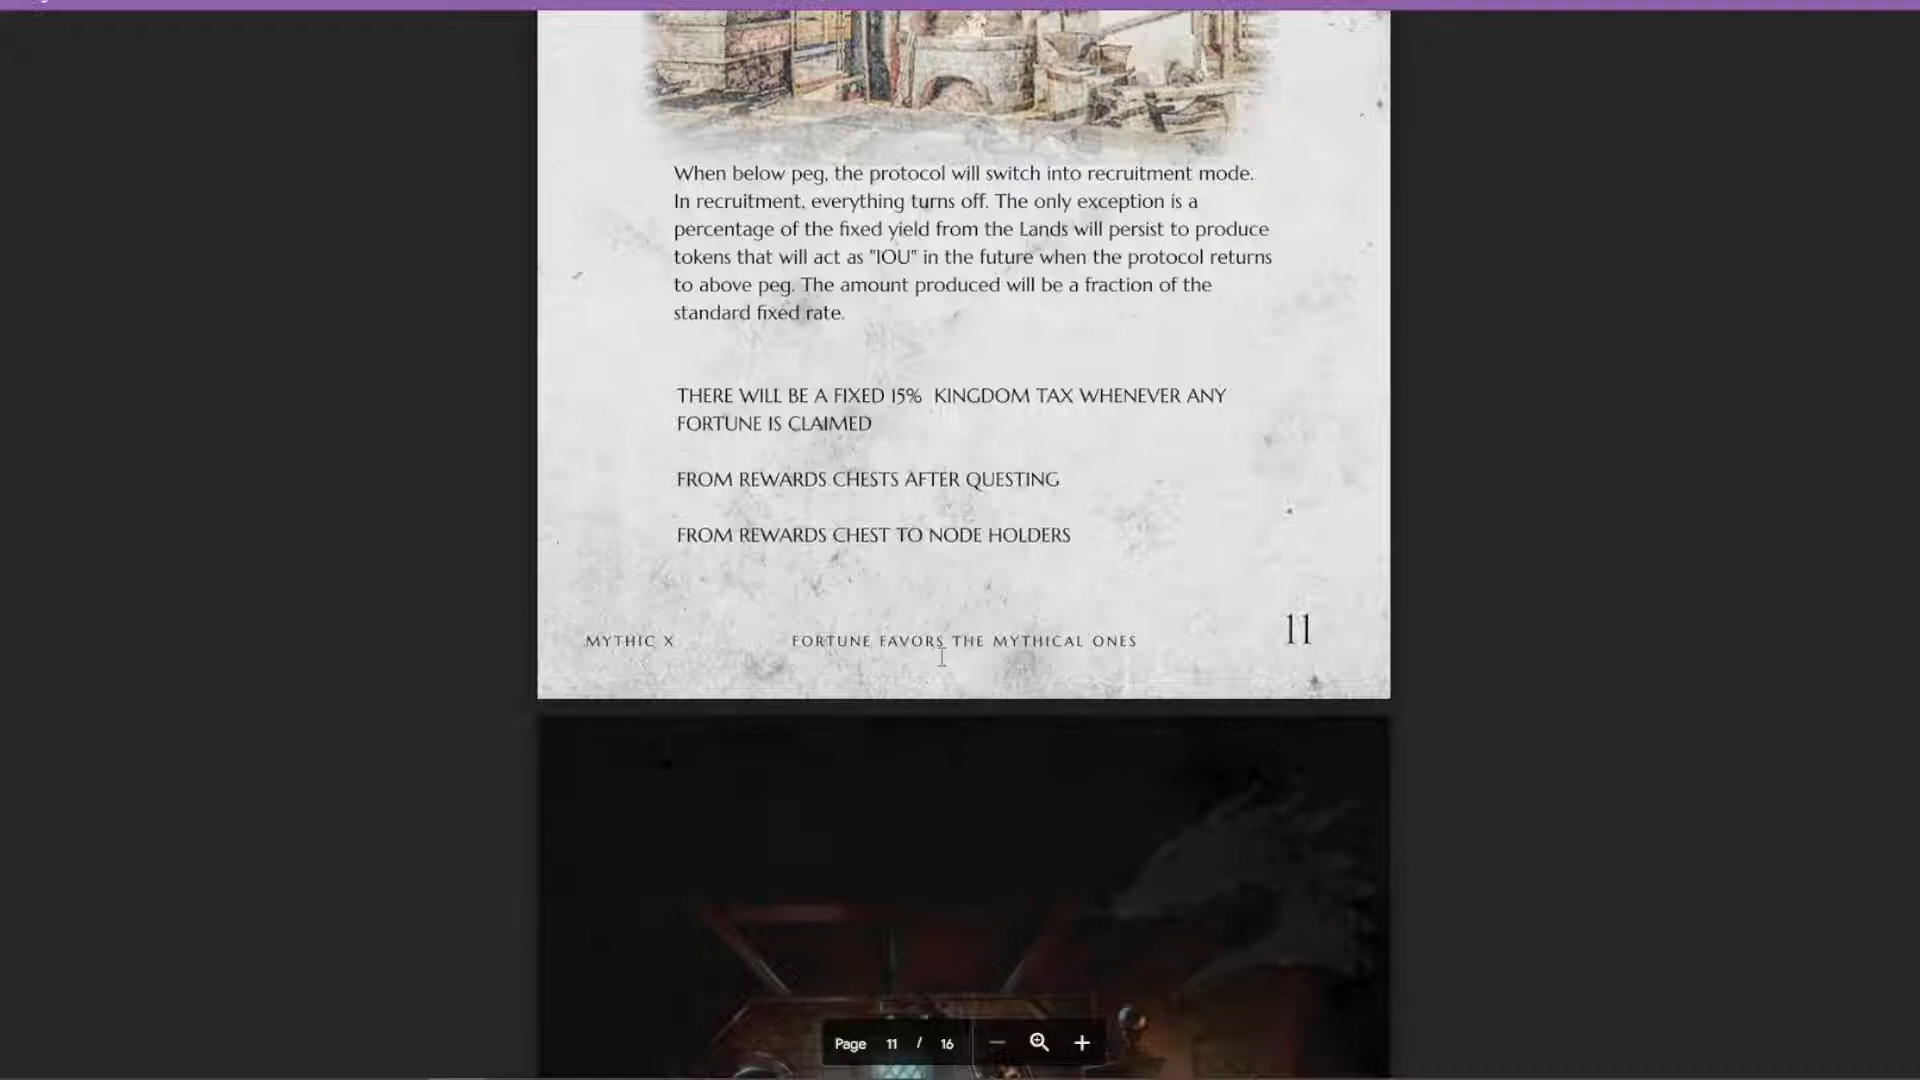 When below peg, the protocol will switch into recruitment mode.
In recruitment, everything turns off. The only exception is a
percentage of the fixed yield from the Lands will persist to produce
tokens that will act as "IOU" in the future when the protocol returns
to above peg. The amount produced will be a fraction of the
standard fixed rate.
THERE WILL BE A FIXED 15% KINGDOM TAX WHENEVER ANY
FORTUNE IS CLAIMED
FROM REWARDS CHESTS AFTER QUESTING
FROM REWARDS CHEST TO NODE HOLDERS
MYTHIC X FORTUNE FAVORS THE MYTHICAL ONES 11
Page 11 / 16